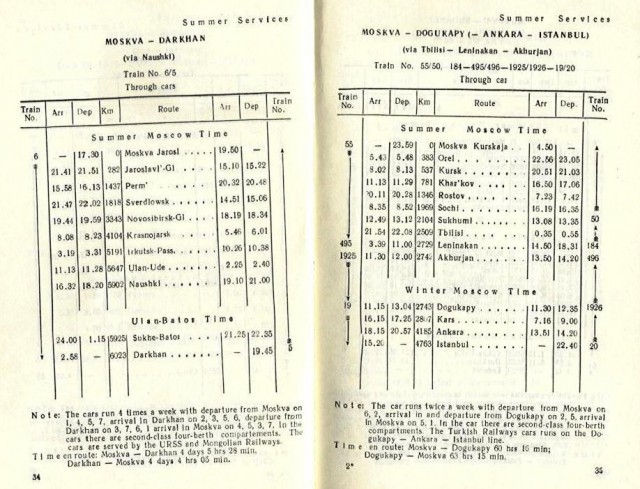 Summer Services
MOSKVA – DARKHAN
(via Naushki)
Train No. 6/5
Through cars
Train No. Arr Dep Km Route Arr Dep Train No.
Summer Moscow Time
6 — 17.30 0 Moskva Jarosl 19.50 —
21.41 21.51 282 Jaroslavl'-Gl 15.10 15.22
15.58 16.13 1437 Perm' 20.32 20.48
21.47 22.02 1818 Sverdlowsk 14.51 15.06
19.44 19.59 3343 Novosibirsk-Gl 18.19 18.34
8.08 8.23 4104 Krasnojarsk 5.46 6.01
3.19 3.31 5191 Irkutsk-Pass. 10.26 10.38
11.13 11.28 5647 Ulan-Ude 2.25 2.40
16.32 18.20 5902 Naushki 19.10 21.00
Ulan-Batos Time
24.00 1.15 5925 Sukhe-Batos 21.25 22.35
2.58 — 6023 Darkhan — 19.45 5
Note: The cars run 4 times a week with departure from Moskva on
1, 4, 5, 7, arrival in Darkhan on 2, 3, 5, 6, departure from
Darkhan on 3, 7, 6, 1 arrival in Moskva on 4, 5, 3, 7. In the
cars there are second-class four-berth compartements. The
cars are served by the URSS and Mongolian Railways.
Time en route: Moskva – Darkhan 4 days 5 hrs 28 min.
Darkhan – Moskva 4 days 4 hrs 05 min.
34
Summer Services
MOSKVA – DOGUKAPY (– ANKARA – ISTANBUL)
(via Tbilisi – Leninakan – Akhurjan)
Train No. 55/50, 184–495/496–1925/1926–19/20
Through car
Train No. Arr Dep Km Route Arr Dep. Train No.
Summer Moscow Time
55 — 23.59 0 Moskva Kurskaja 4.50 —
5.43 5.48 383 Orel 22.56 23.05
8.02 8.13 537 Kursk 20.51 21.03
11.13 11.29 781 Khar'kov 16.50 17.06
20.11 20.28 1346 Rostov 7.23 7.42
8.35 8.52 1969 Sochi 16.19 16.35
12.49 13.12 2104 Sukhumi 13.08 13.35 50
21.54 22.08 2509 Tbilisi 0.35 0.55
495 3.39 11.00 2729 Leninakan 14.50 18.31 184
1925 11.30 12.00 2742 Akhurjan 13.50 14.20 496
Winter Moscow Time
19 11.15 13.04 2743 Dogukapy 11.30 12.35 1926
16.15 17.25 Kars 7.16 9.00
18.15 20.57 4185 Ankara 13.51 14.20
15.20 — 4763 Istanbul — 22.40 20
Note: The car runs twice a week with departure from Moskva on
6, 2, arrival in and departure from Dogukapy on 2, 5, arrival
in Moskva on 5, 1. In the car there are second-class four-berth
compartments. The Turkish Railways cars runs on the Do-
gukapy – Ankara – Istanbul line.
Time en route: Moskva – Dogukapy 60 hrs 16 min;
Dogukapy – Moskva 63 hrs 15 min.
2*
35